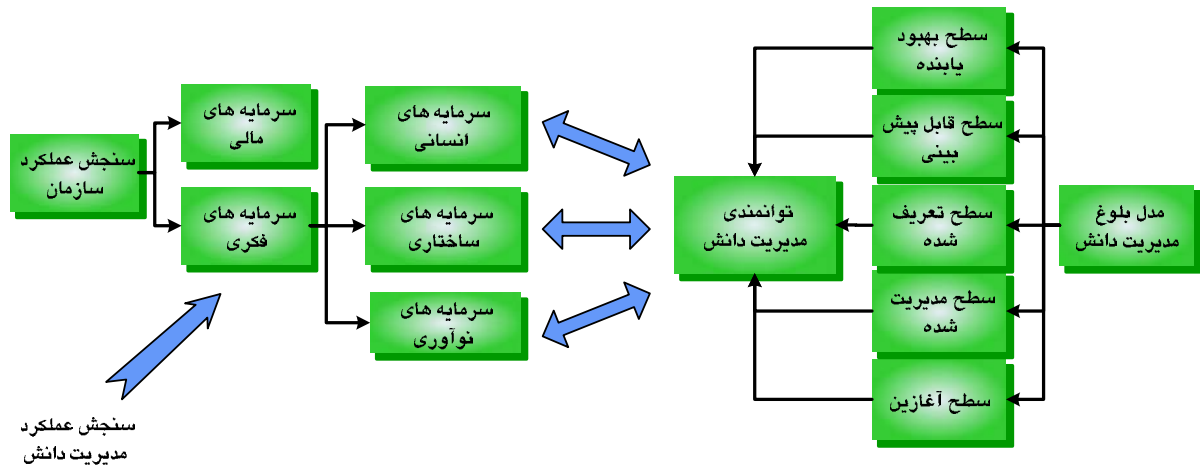 سطح بهبود
یابنده
سطح قابل پیش
بینی
سطح تعریف
شده
سطح مدیریت
شده
سطح آغازین
مدل بلوغ
مدیریت دانش
توانمندی
مدیریت دانش
سرمایه های
انسانی
سرمایه های
ساختاری
سرمایه های
نوآوری
سرمایه های
مالی
سرمایه های
فکری
سنجش عملکرد
سازمان
سنجش عملکرد
مدیریت دانش